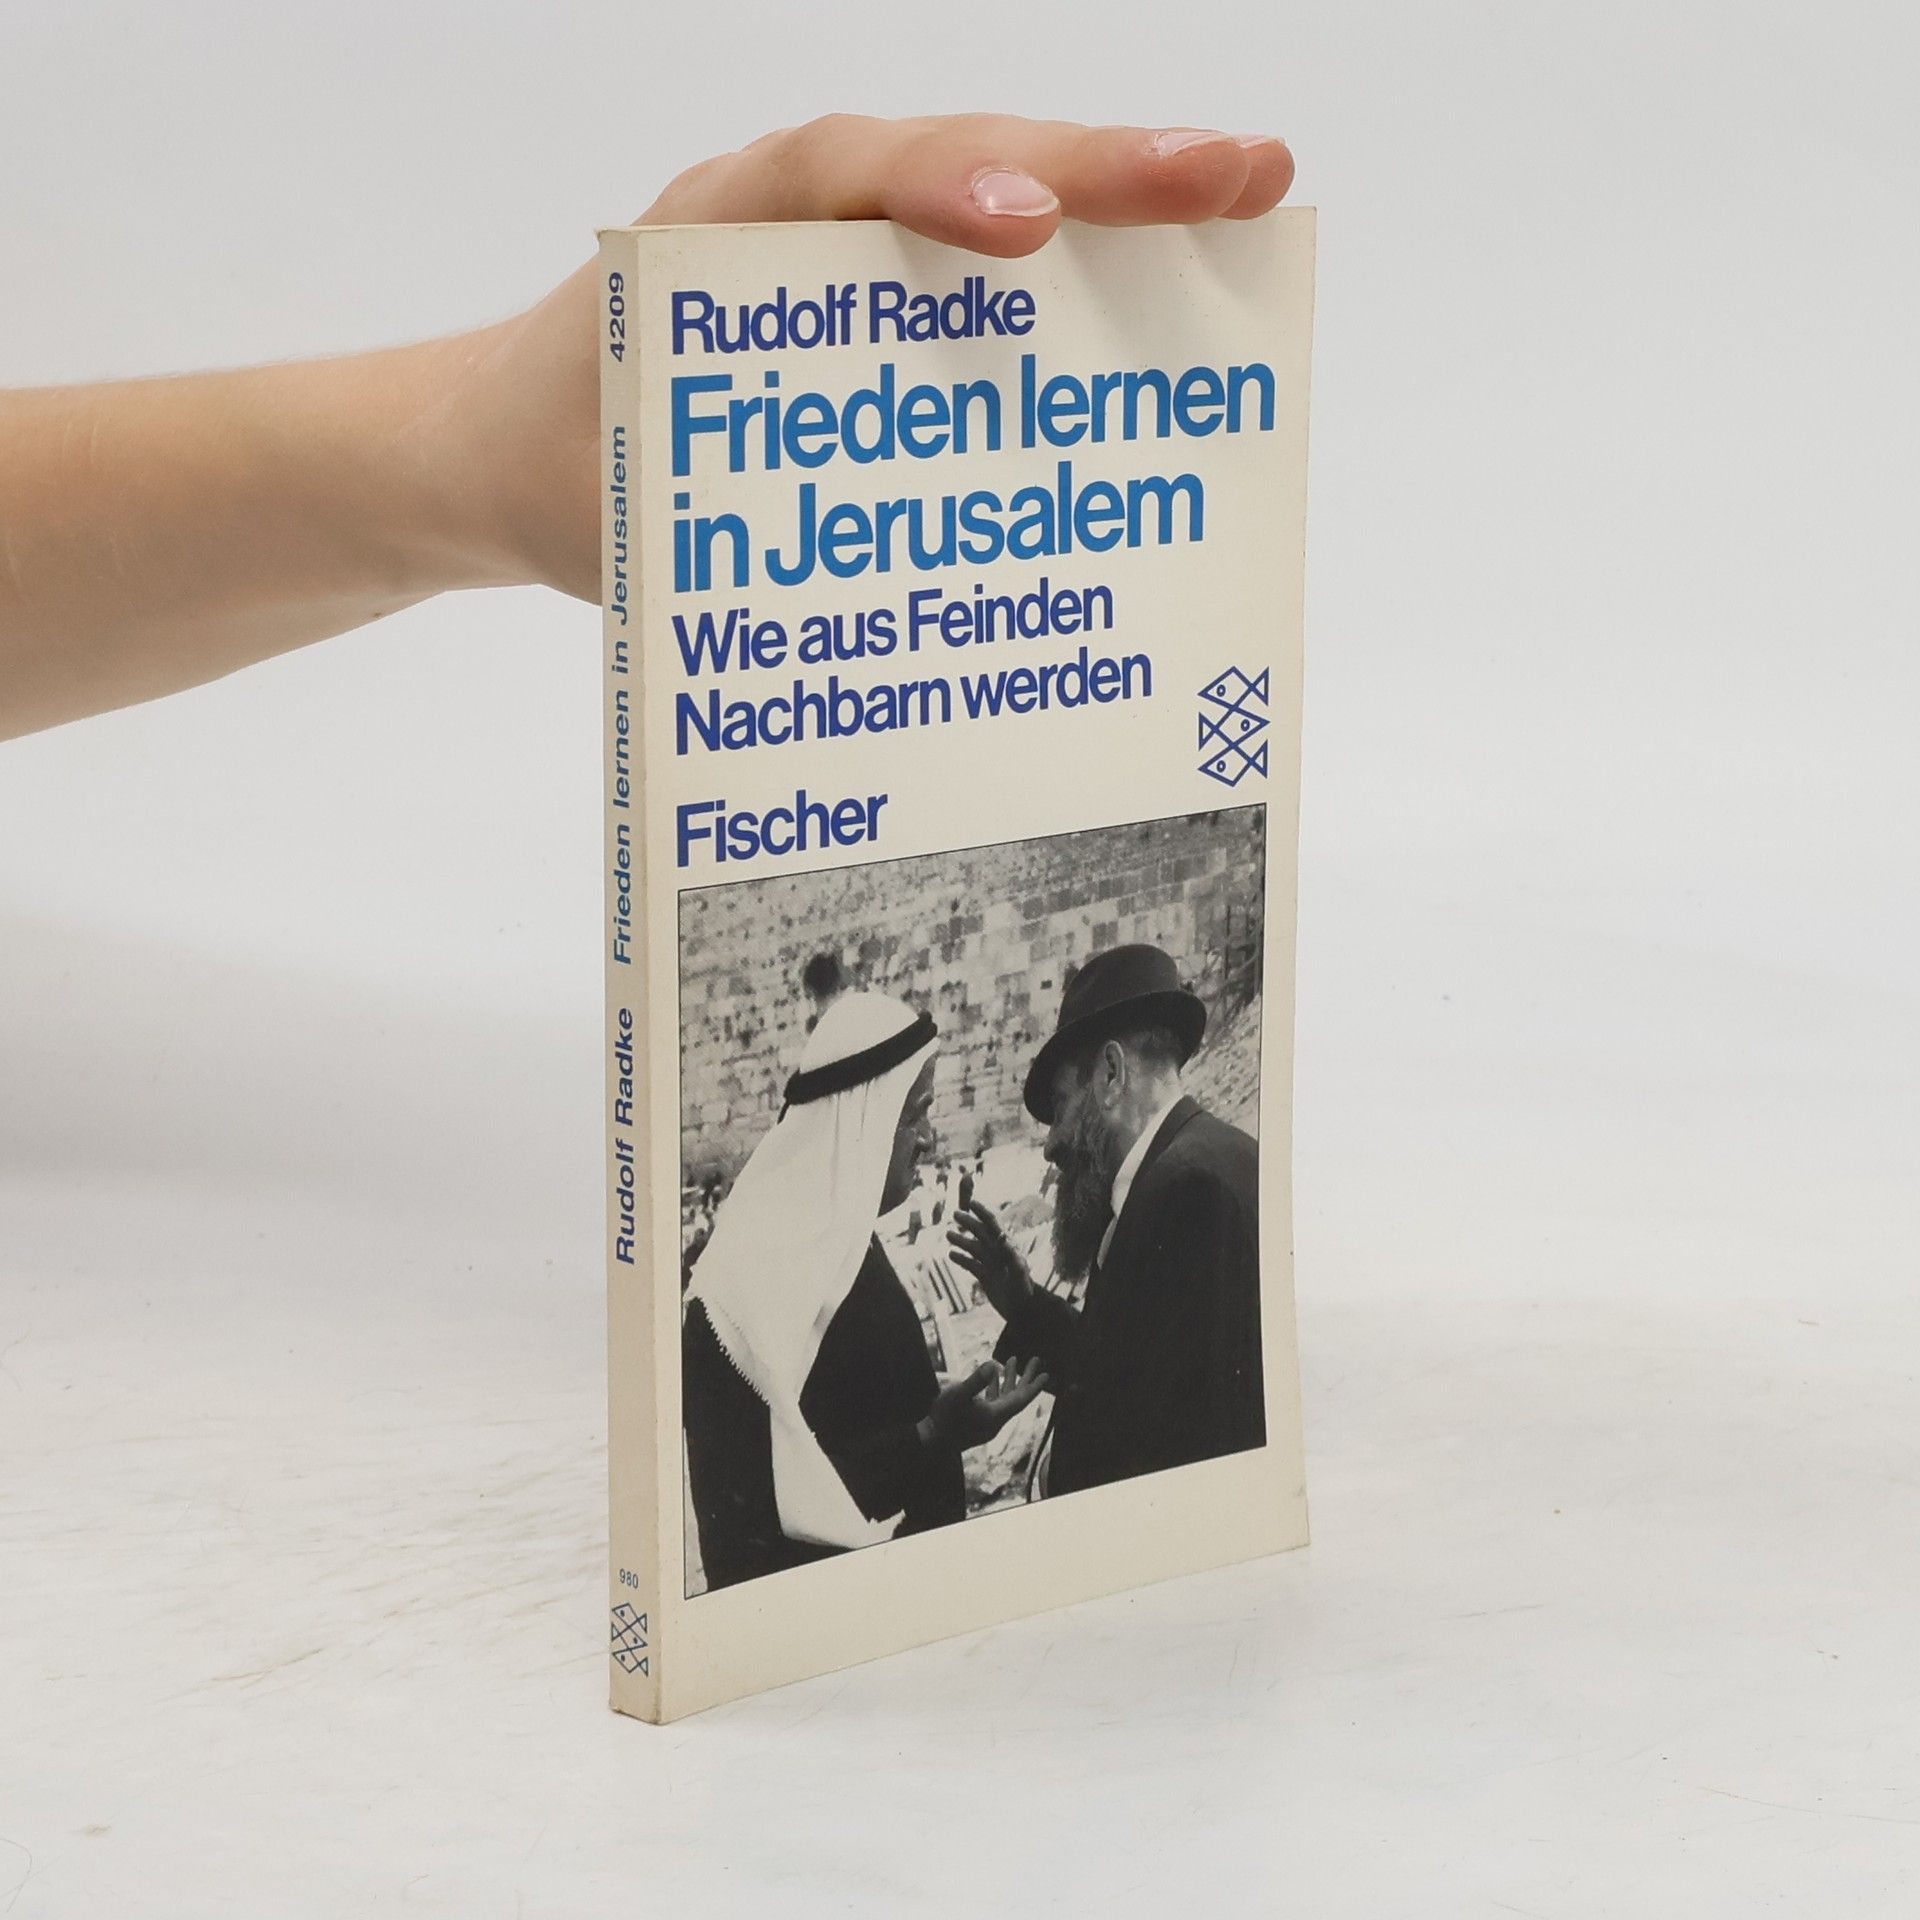 Rudolf Radke
Frieden lernen
in Jerusalem
Wie aus Feinden
Nachbarn werden
Fischer
Rudolf Radke Frieden lernen in Jerusalem 4209
980